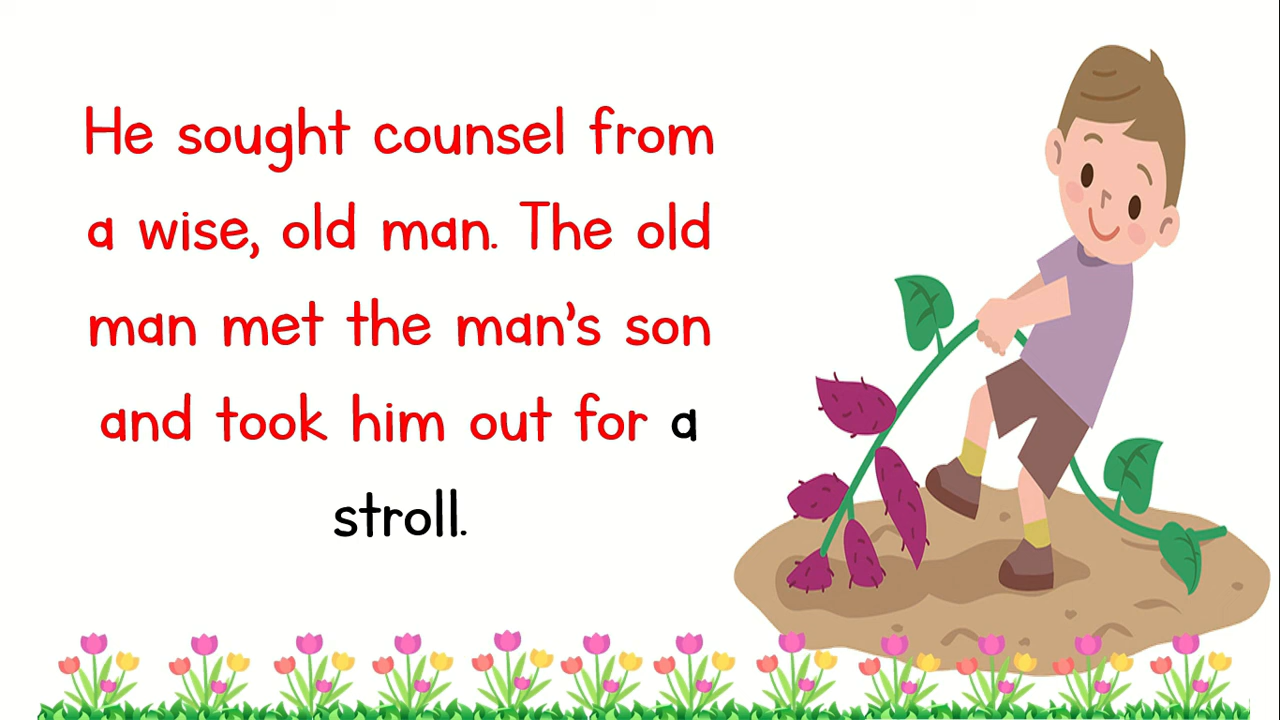 He sought counsel from
a wise, old man. The old
man met the man’s son
and took him out for a
stroll.